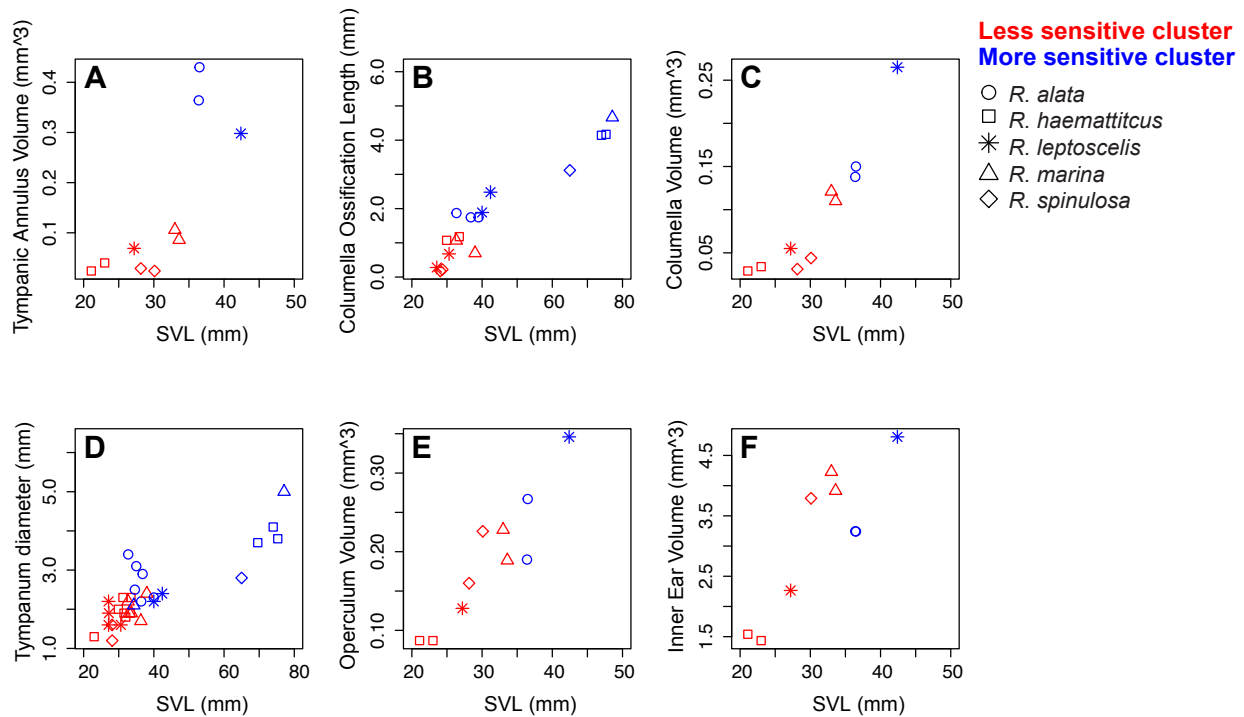 A
Tympanic Annulus Volume (mm^3)
0.1 0.2 0.3 0.4
20 30 40 50
SVL (mm)
B
Columella Ossification Length (mm)
0.0 2.0 4.0 6.0
20 40 60 80
SVL (mm)
C
Columella Volume (mm^3)
0.05 0.15 0.25
20 30 40 50
SVL (mm)
Less sensitive cluster
More sensitive cluster
R. alata
R. haemattitcus
R. leptoscelis
R. marina
R. spinulosa
D
Tympanum diameter (mm)
1.0 3.0 5.0
20 40 60 80
SVL (mm)
E
Operculum Volume (mm^3)
0.10 0.20 0.30
20 30 40 50
SVL (mm)
F
Inner Ear Volume (mm^3)
1.5 2.5 3.5 4.5
20 30 40 50
SVL (mm)